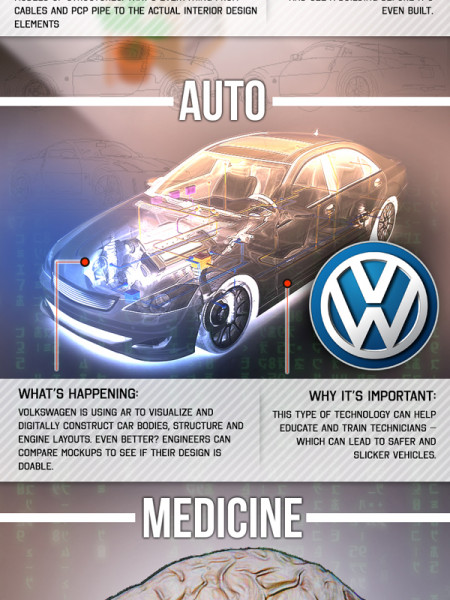 CABLES AND PCP PIPE TO THE ACTUAL INTERIOR DESIGN
ELEMENTS
EVEN BUILT.
AUTO
WHAT'S HAPPENING:
VOLKSWAGEN IS USING AR TO VISUALIZE AND
DIGITALLY CONSTRUCT CAR BODIES, STRUCTURE AND
ENGINE LAYOUTS. EVEN BETTER? ENGINEERS CAN
COMPARE MOCKUPS TO SEE IF THEIR DESIGN IS
DOABLE.
WHY IT'S IMPORTANT:
THIS TYPE OF TECHNOLOGY CAN HELP
EDUCATE AND TRAIN TECHNICIANS –
WHICH CAN LEAD TO SAFER AND
SLICKER VEHICLES.
MEDICINE